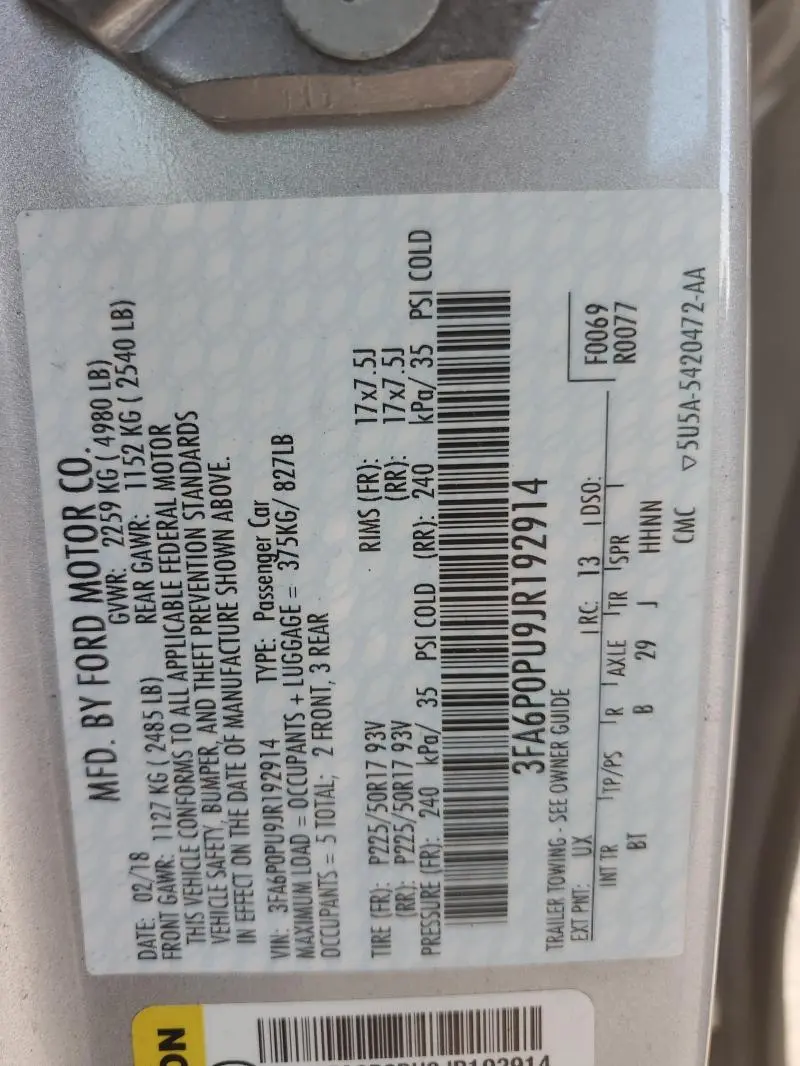 MFD. BY FORD MOTOR CO.
DATE: 02/18 GVWR: 2259 KG ( 4980 LB)
FRONT GAWR: 1127 KG ( 2485 LB) REAR GAWR: 1152 KG ( 2540 LB)
THIS VEHICLE CONFORMS TO ALL APPLICABLE FEDERAL MOTOR
VEHICLE SAFETY, BUMPER, AND THEFT PREVENTION STANDARDS
IN EFFECT ON THE DATE OF MANUFACTURE SHOWN ABOVE.
VIN: 3FA6P0PU9JR192914 TYPE: Passenger Car
MAXIMUM LOAD = OCCUPANTS + LUGGAGE = 375KG/ 827LB
OCCUPANTS = 5 TOTAL; 2 FRONT, 3 REAR
TIRE (FR): P225/50R17 93V RIMS (FR): 17x7.5J
(RR): P225/50R17 93V (RR): 17x7.5J
PRESSURE (FR): 240 kPa/ 35 PSI COLD (RR): 240 kPa/ 35 PSI COLD
3FA6P0PU9JR192914
TRAILER TOWING - SEE OWNER GUIDE
EXT PNT: UX RC: 13 DSO: F0069
R0077
INT TR TP/PS R AXLE TR SPR
BT B 29 J HHNN
CMC ▽5U5A-5420472-AA